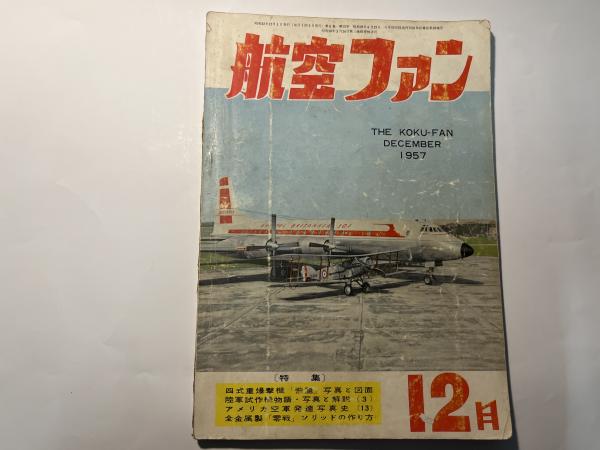 航空ファン
THE KOKU-FAN
DECEMBER
1957
BRISTOL BRITANNIA 301
〔特集〕
四式重爆撃機「飛龍」写真と図面
陸軍試作機物語・写真と解説(3)
アメリカ空軍発達写真史(13)
全金属製「零戦」ソリッドの作り方
12月